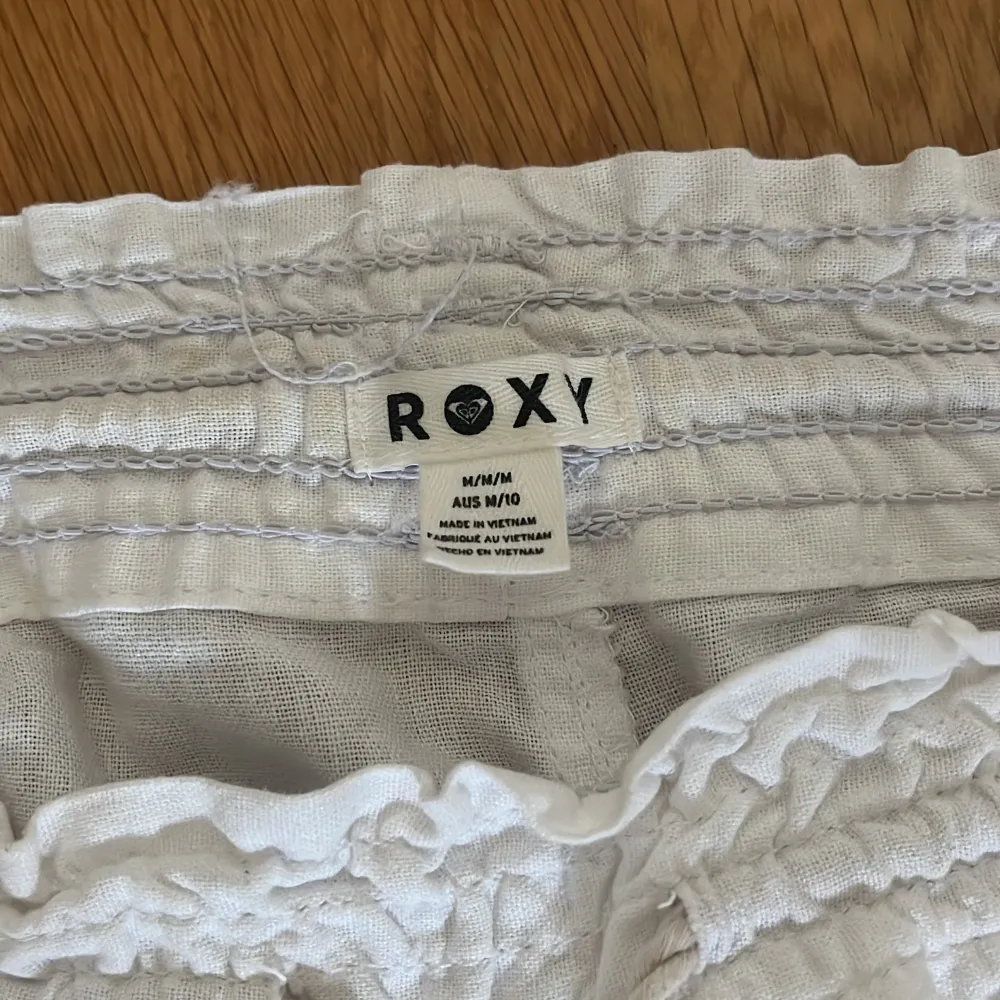 ROXY
M/M/M
AUS M/10
MADE IN VIETNAM
FABRIQUÉ AU VIETNAM
HECHO EN VIETNAM